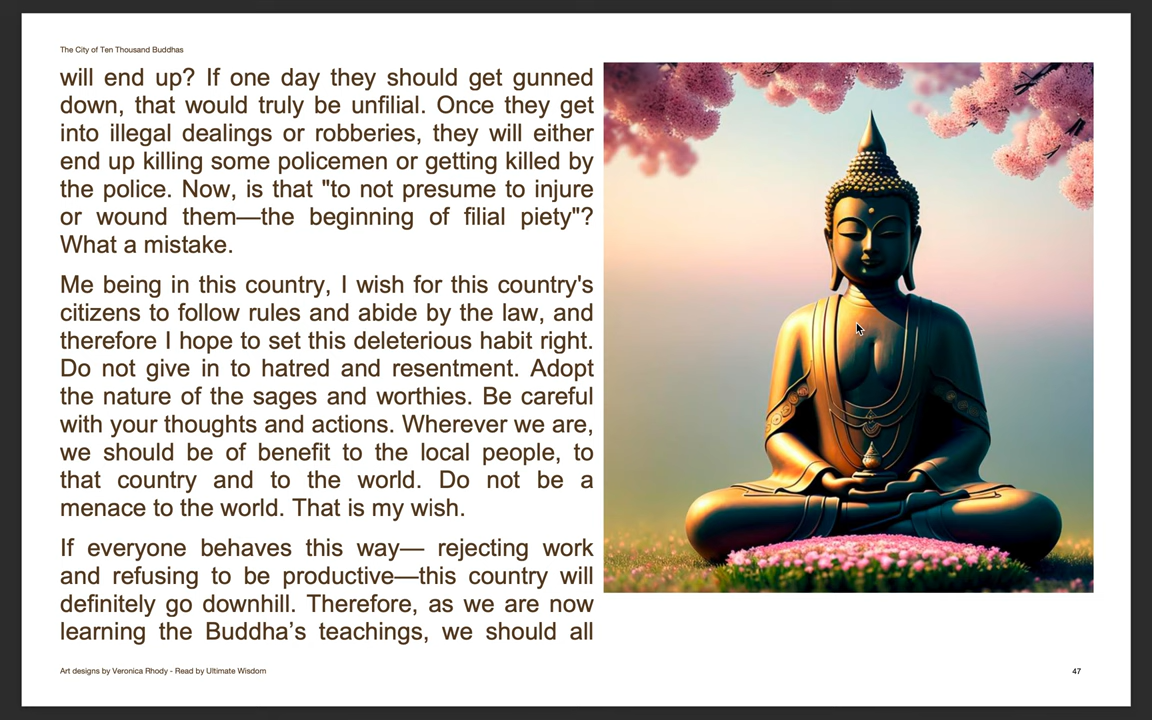 The City of Ten Thousand Buddhas
will end up? If one day they should get gunned
down, that would truly be unfilial. Once they get
into illegal dealings or robberies, they will either
end up killing some policemen or getting killed by
the police. Now, is that "to not presume to injure
or wound them—the beginning of filial piety"?
What a mistake.
Me being in this country, I wish for this country's
citizens to follow rules and abide by the law, and
therefore I hope to set this deleterious habit right.
Do not give in to hatred and resentment. Adopt
the nature of the sages and worthies. Be careful
with your thoughts and actions. Wherever we are,
we should be of benefit to the local people, to
that country and to the world. Do not be a
menace to the world. That is my wish.
If everyone behaves this way— rejecting work
and refusing to be productive—this country will
definitely go downhill. Therefore, as we are now
learning the Buddha’s teachings, we should all
Art designs by Veronica Rhody - Read by Ultimate Wisdom
47